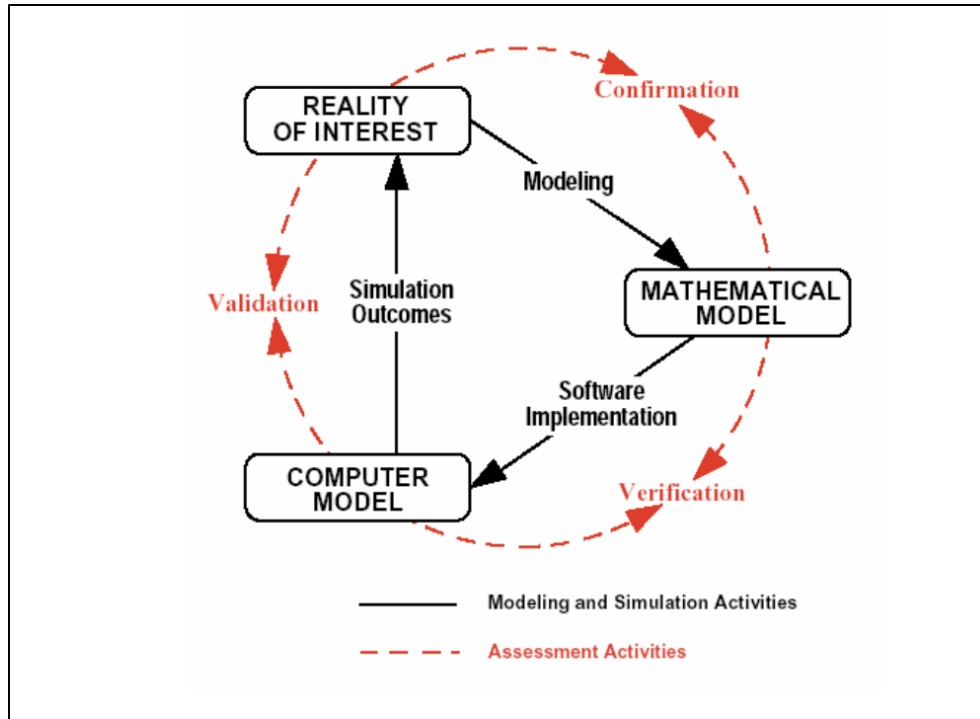 REALITY
OF INTEREST
Confirmation
Modeling
Validation
Simulation
Outcomes
MATHEMATICAL
MODEL
Software
Implementation
COMPUTER
MODEL
Verification
Modeling and Simulation Activities
Assessment Activities